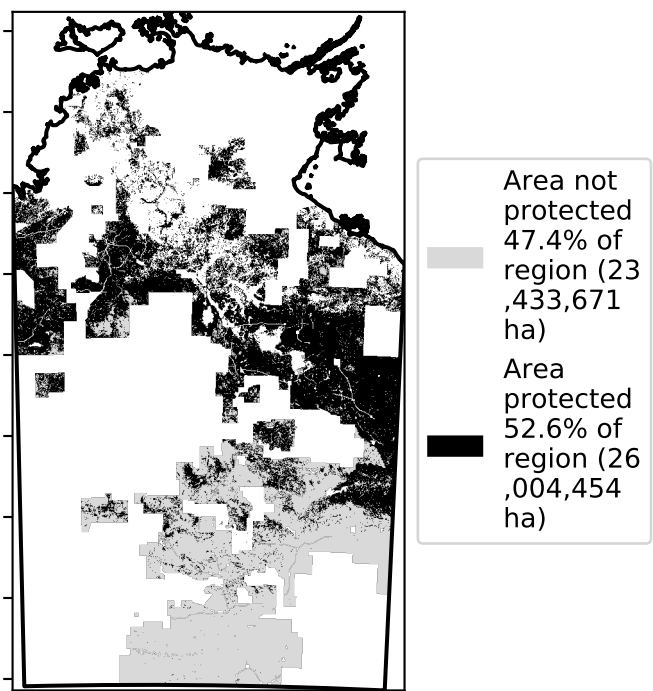 Area not
protected
47.4% of
region (23
,433,671
ha)
Area
protected
52.6% of
region (26
,004,454
ha)